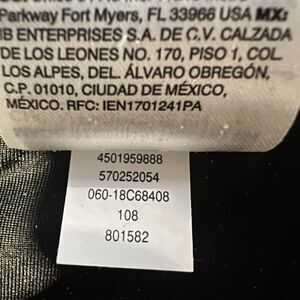 Parkway Fort Myers, FL 33966 USA MX:
IB ENTERPRISES S.A. DE C.V. CALZADA
DE LOS LEONES NO. 170, PISO 1, COL.
LOS ALPES, DEL. ÁLVARO OBREGÓN,
C.P. 01010, CIUDAD DE MÉXICO,
MÉXICO. RFC: IEN1701241PA
4501959888
570252054
060-18C68408
108
801582